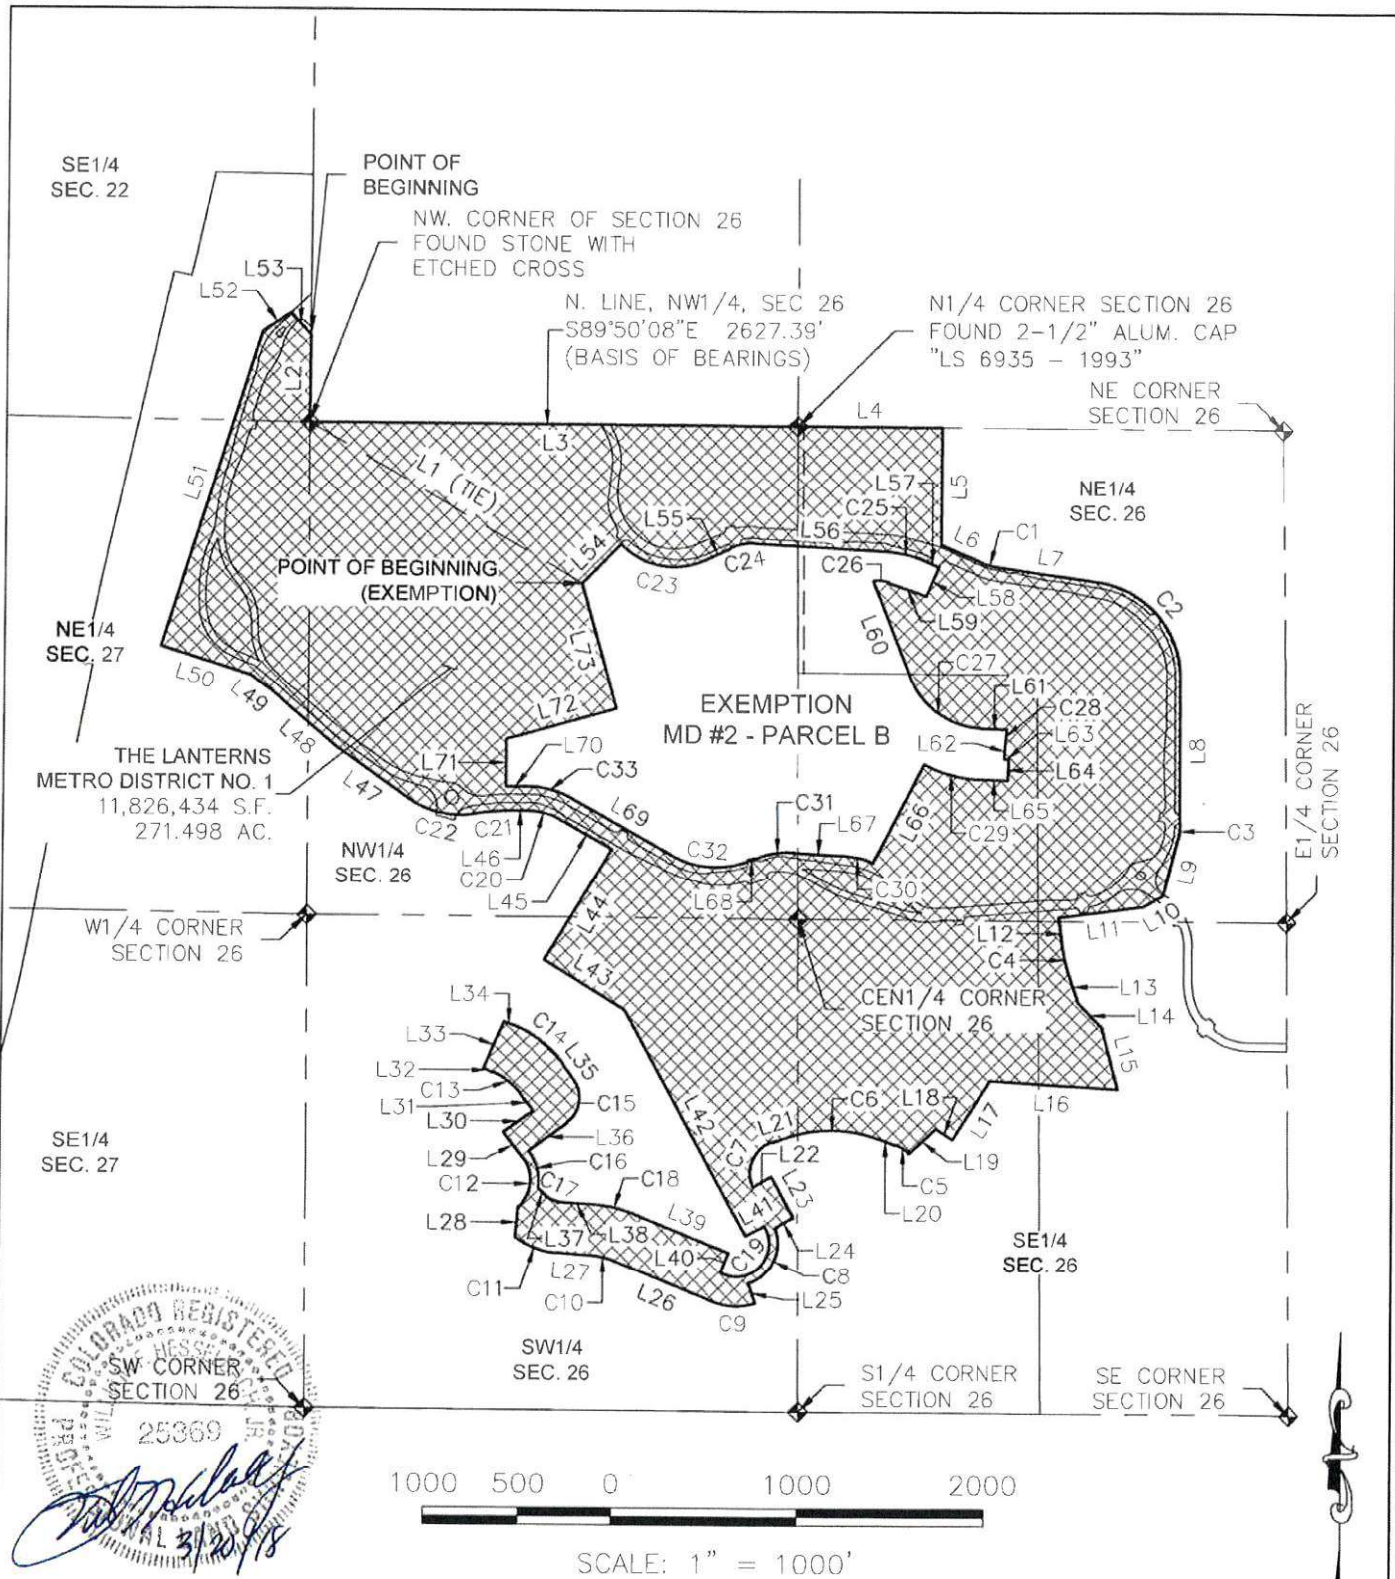 SE1/4
SEC. 22
POINT OF
BEGINNING
NW. CORNER OF SECTION 26
FOUND STONE WITH
ETCHED CROSS
L53
L52
L2
N. LINE, NW1/4, SEC 26
S89°50'08"E 2627.39'
(BASIS OF BEARINGS)
N1/4 CORNER SECTION 26
FOUND 2-1/2" ALUM. CAP
"LS 6935 - 1993"
NE CORNER
SECTION 26
L4
L3
L1 (TIE)
L51
L57
C25
L5
NE1/4
SEC. 26
L55
L56
L6
C1
L7
L54
C23
C24
C26
POINT OF BEGINNING
(EXEMPTION)
L58
L59
C2
L60
NE1/4
SEC. 27
L50
L49
L48
L73
C27
L61
C28
L62
L63
L64
L65
L8
EXEMPTION
MD #2 - PARCEL B
L72
L70
L71
C33
THE LANTERNS
METRO DISTRICT NO. 1
11,826,434 S.F.
271.498 AC.
L47
L69
C31
L67
L66
C29
C3
E1/4 CORNER
SECTION 26
C22
C21
L46
C20
L45
C32
L68
C30
L9
NW1/4
SEC. 26
L10
L11
L12
C4
W1/4 CORNER
SECTION 26
L44
L43
CEN1/4 CORNER
SECTION 26
L13
L14
L15
L34
L33
C14
L35
L32
C13
L31
L30
C15
L36
L42
L16
L17
L18
C6
L21
C7
L22
L23
L19
C5
L20
SE1/4
SEC. 27
L29
C16
C12
C17
C18
L28
L37
L38
L39
L41
L40
C19
L24
C8
L25
C11
L27
C10
L26
C9
SE1/4
SEC. 26
SW1/4
SEC. 26
COLORADO REGISTERED
SW CORNER
SECTION 26
25369
PROFESSIONAL LAND
3/20/18
S1/4 CORNER
SECTION 26
SE CORNER
SECTION 26
1000 500 0 1000 2000
SCALE: 1" = 1000'